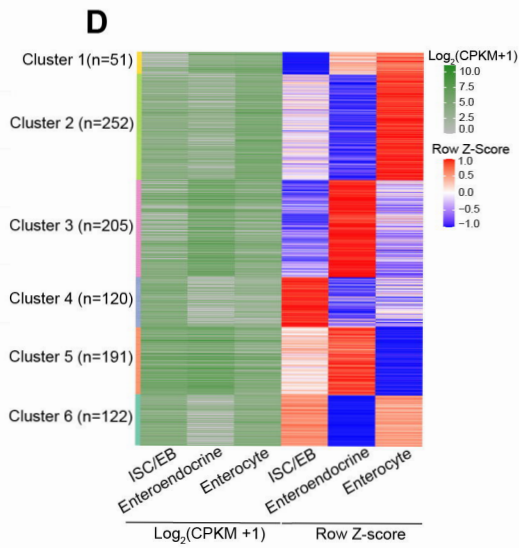 D
Cluster 1(n=51)
Cluster 2 (n=252)
Cluster 3 (n=205)
Cluster 4 (n=120)
Cluster 5 (n=191)
Cluster 6 (n=122)
Log₂(CPKM+1)
10.0
7.5
5.0
2.5
0.0
Row Z-Score
1.0
0.5
0.0
−0.5
−1.0
ISC/EB
Enteroendocrine
Enterocyte
ISC/EB
Enteroendocrine
Enterocyte
Log₂(CPKM +1)
Row Z-score